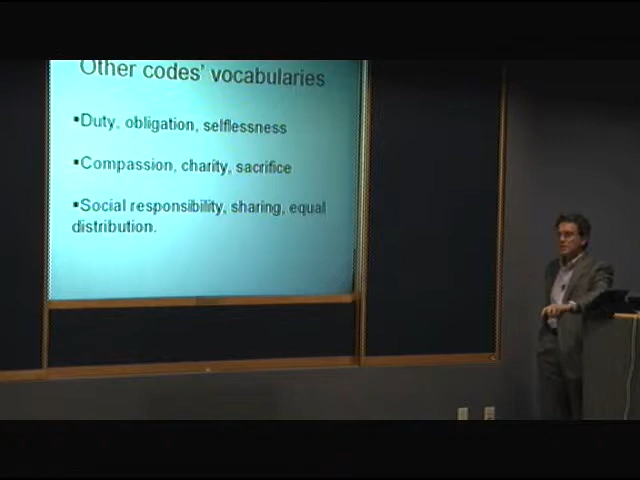 Other codes' vocabularies
▪Duty, obligation, selflessness
▪Compassion, charity, sacrifice
▪Social responsibility, sharing, equal
distribution.